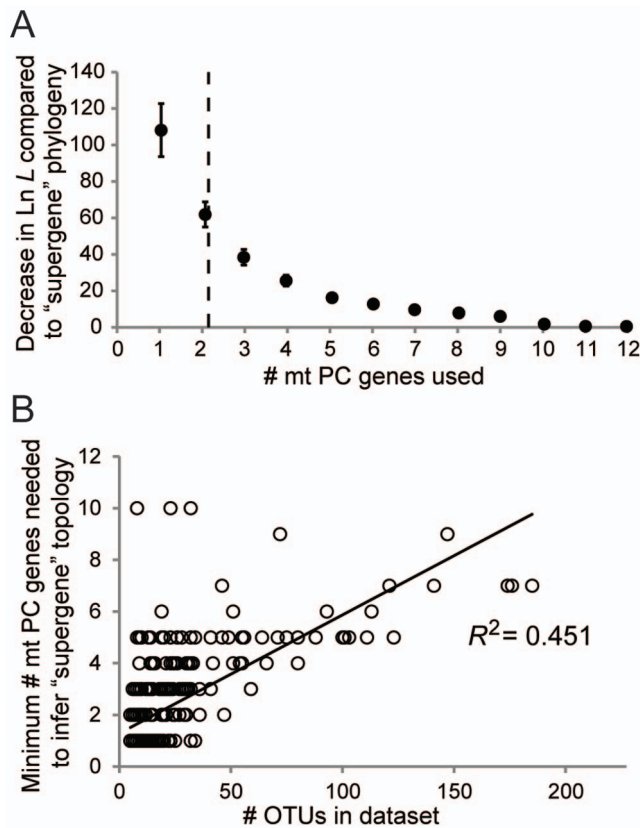 A
Decrease in Ln L compared
to "supergene" phylogeny
140
120
100
80
60
40
20
0
0 1 2 3 4 5 6 7 8 9 10 11 12
# mt PC genes used
B
Minimum # mt PC genes needed
to infer "supergene" topology
12
10
8
6
4
2
0
R2 = 0.451
0 50 100 150 200
# OTUs in dataset